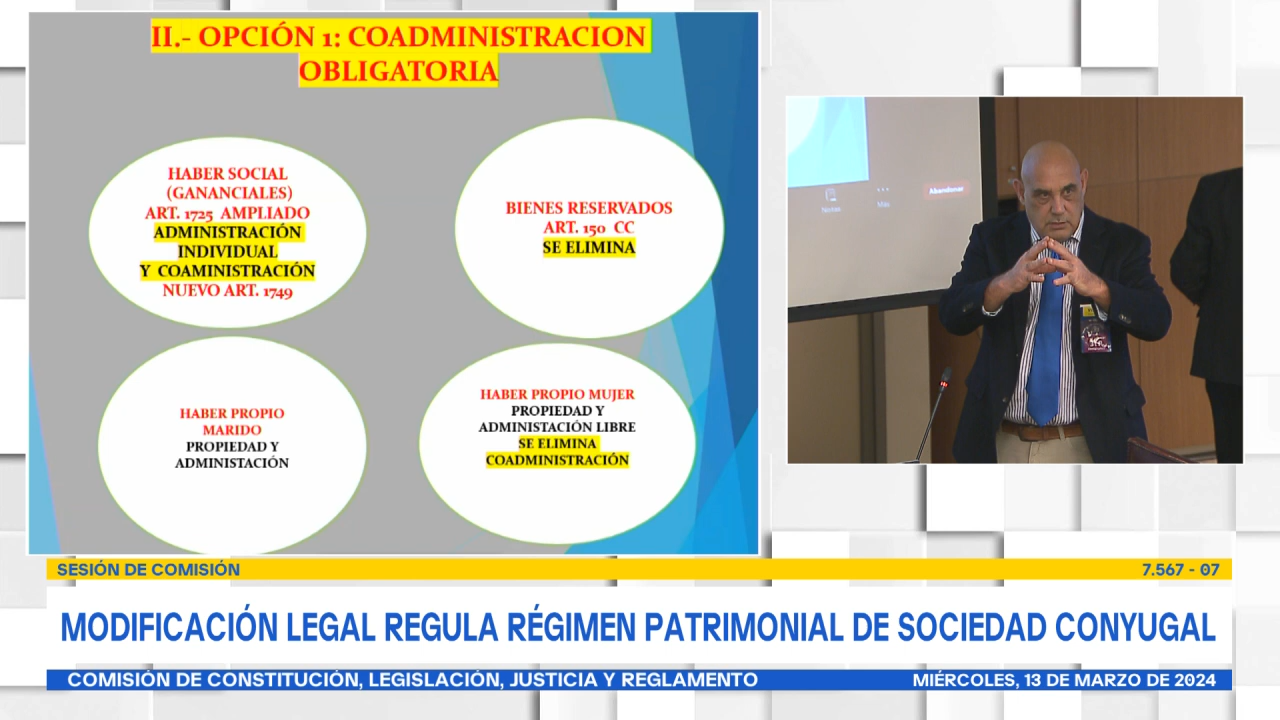 II.- OPCIÓN 1: COADMINISTRACION
OBLIGATORIA
HABER SOCIAL
(GANANCIALES)
ART. 1725 AMPLIADO
ADMINISTRACIÓN
INDIVIDUAL
Y COAMINISTRACIÓN
NUEVO ART. 1749
BIENES RESERVADOS
ART. 150 CC
SE ELIMINA
HABER PROPIO
MARIDO
PROPIEDAD Y
ADMINISTACIÓN
HABER PROPIO MUJER
PROPIEDAD Y
ADMINISTACIÓN LIBRE
SE ELIMINA
COADMINISTRACIÓN
Notas
Más
Abandonar
SESIÓN DE COMISIÓN
7.567 - 07
MODIFICACIÓN LEGAL REGULA RÉGIMEN PATRIMONIAL DE SOCIEDAD CONYUGAL
COMISIÓN DE CONSTITUCIÓN, LEGISLACIÓN, JUSTICIA Y REGLAMENTO
MIÉRCOLES, 13 DE MARZO DE 2024